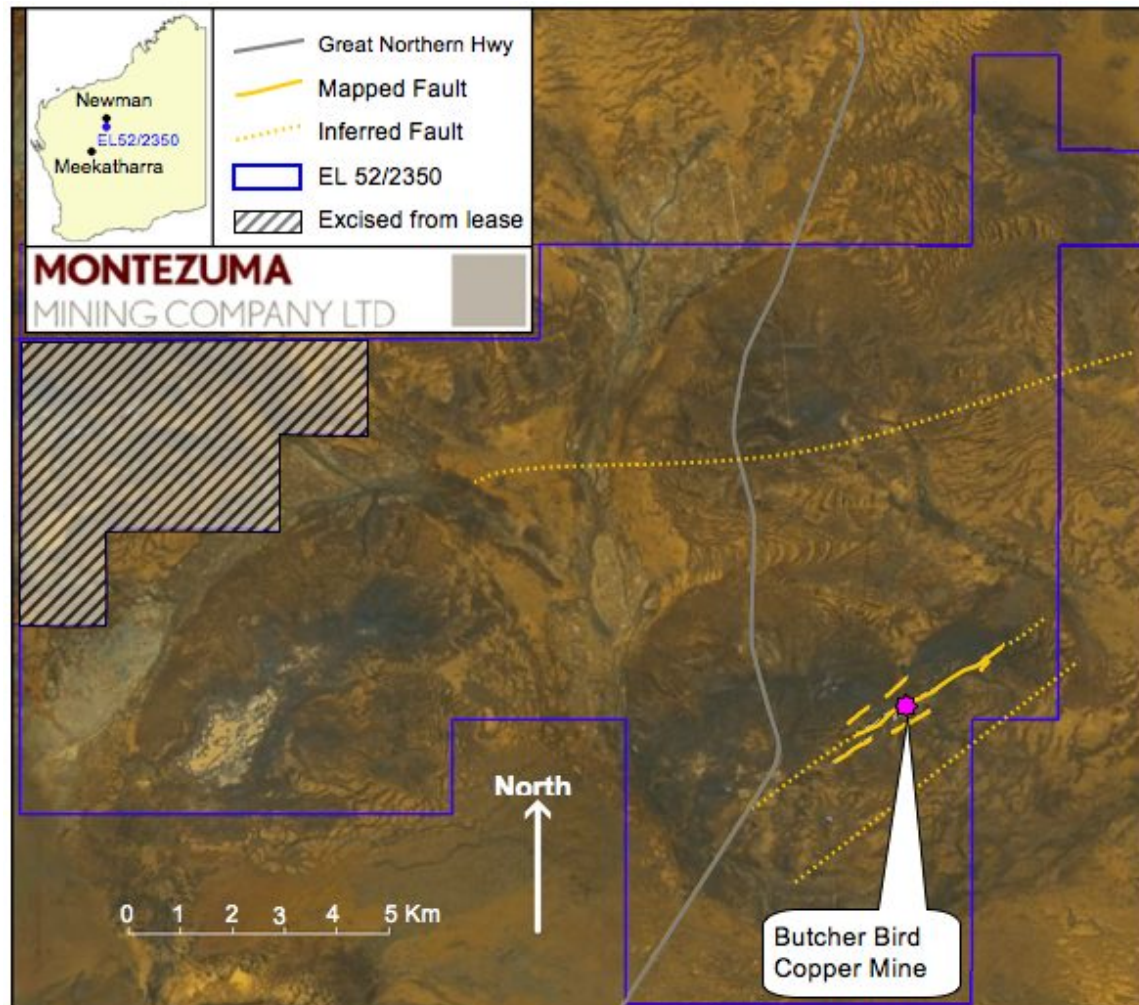 Newman
EL52/2350
Meekatharra
Great Northern Hwy
Mapped Fault
Inferred Fault
EL 52/2350
Excised from lease
MONTEZUMA
MINING COMPANY LTD
North
0 1 2 3 4 5 Km
Butcher Bird
Copper Mine